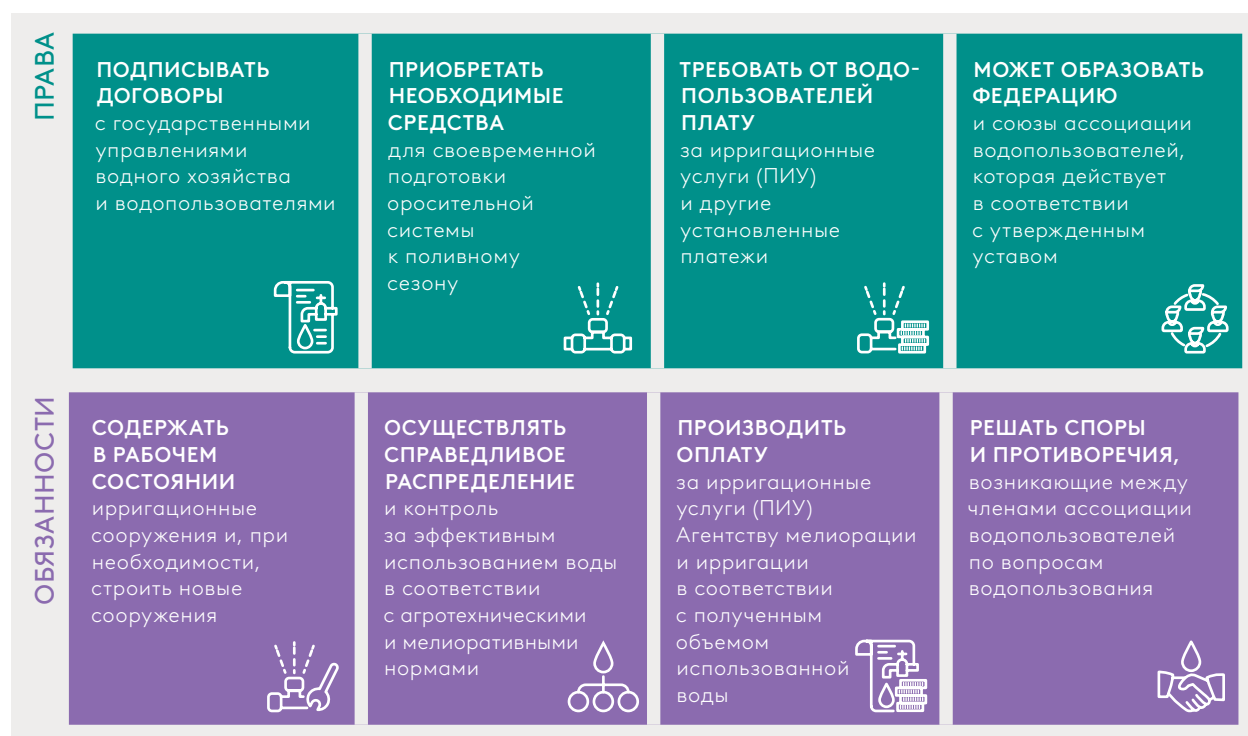 ПРАВА
ПОДПИСЫВАТЬ
ДОГОВОРЫ
с государственными
управлениями
водного хозяйства
и водопользователями
ПРИОБРЕТАТЬ
НЕОБХОДИМЫЕ
СРЕДСТВА
для своевременной
подготовки
оросительной
системы
к поливному
сезону
ТРЕБОВАТЬ ОТ ВОДО-
ПОЛЬЗОВАТЕЛЕЙ
ПЛАТУ
за ирригационные
услуги (ПИУ)
и другие
установленные
платежи
МОЖЕТ ОБРАЗОВАТЬ
ФЕДЕРАЦИЮ
и союзы ассоциации
водопользователей,
которая действует
в соответствии
с утвержденным
уставом
ОБЯЗАННОСТИ
СОДЕРЖАТЬ
В РАБОЧЕМ
СОСТОЯНИИ
ирригационные
сооружения и, при
необходимости,
строить новые
сооружения
ОСУЩЕСТВЛЯТЬ
СПРАВЕДЛИВОЕ
РАСПРЕДЕЛЕНИЕ
и контроль
за эффективным
использованием воды
в соответствии
с агротехническими
и мелиоративными
нормами
ПРОИЗВОДИТЬ
ОПЛАТУ
за ирригационные
услуги (ПИУ)
Агентству мелиорации
и ирригации
в соответствии
с полученным
объемом
использованной
воды
РЕШАТЬ СПОРЫ
И ПРОТИВОРЕЧИЯ,
возникающие между
членами ассоциации
водопользователей
по вопросам
водопользования